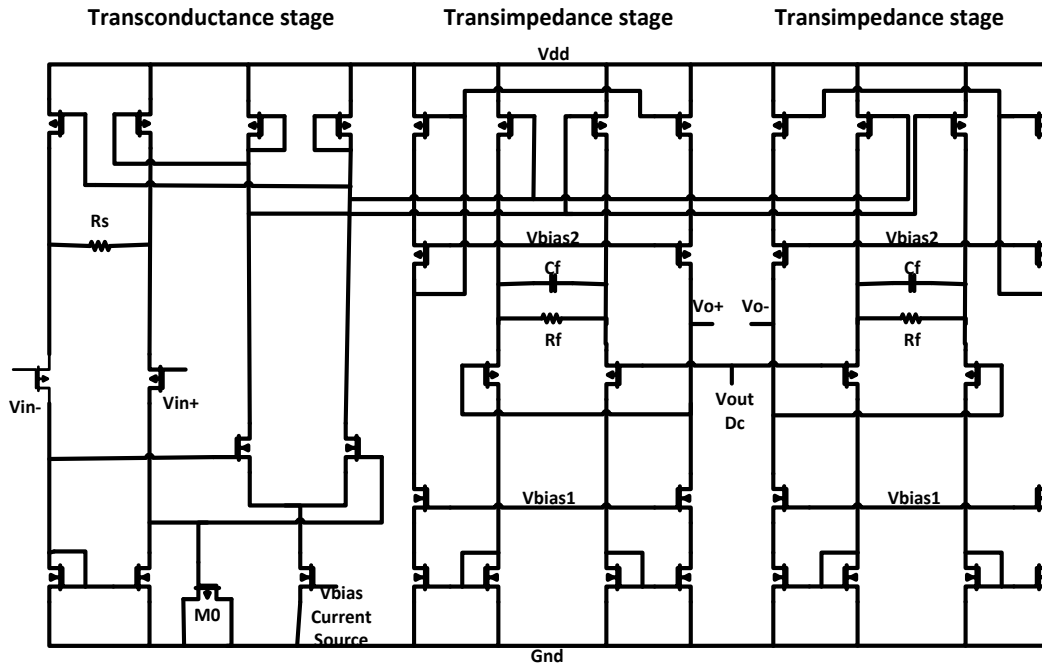 Transconductance stage
Transimpedance stage
Transimpedance stage
Vdd
Rs
Vbias2
Vbias2
Cf
Cf
Vo+
Vo-
Rf
Rf
Vin-
Vin+
Vout
Dc
Vbias1
Vbias1
M0
Vbias
Current
Source
Gnd